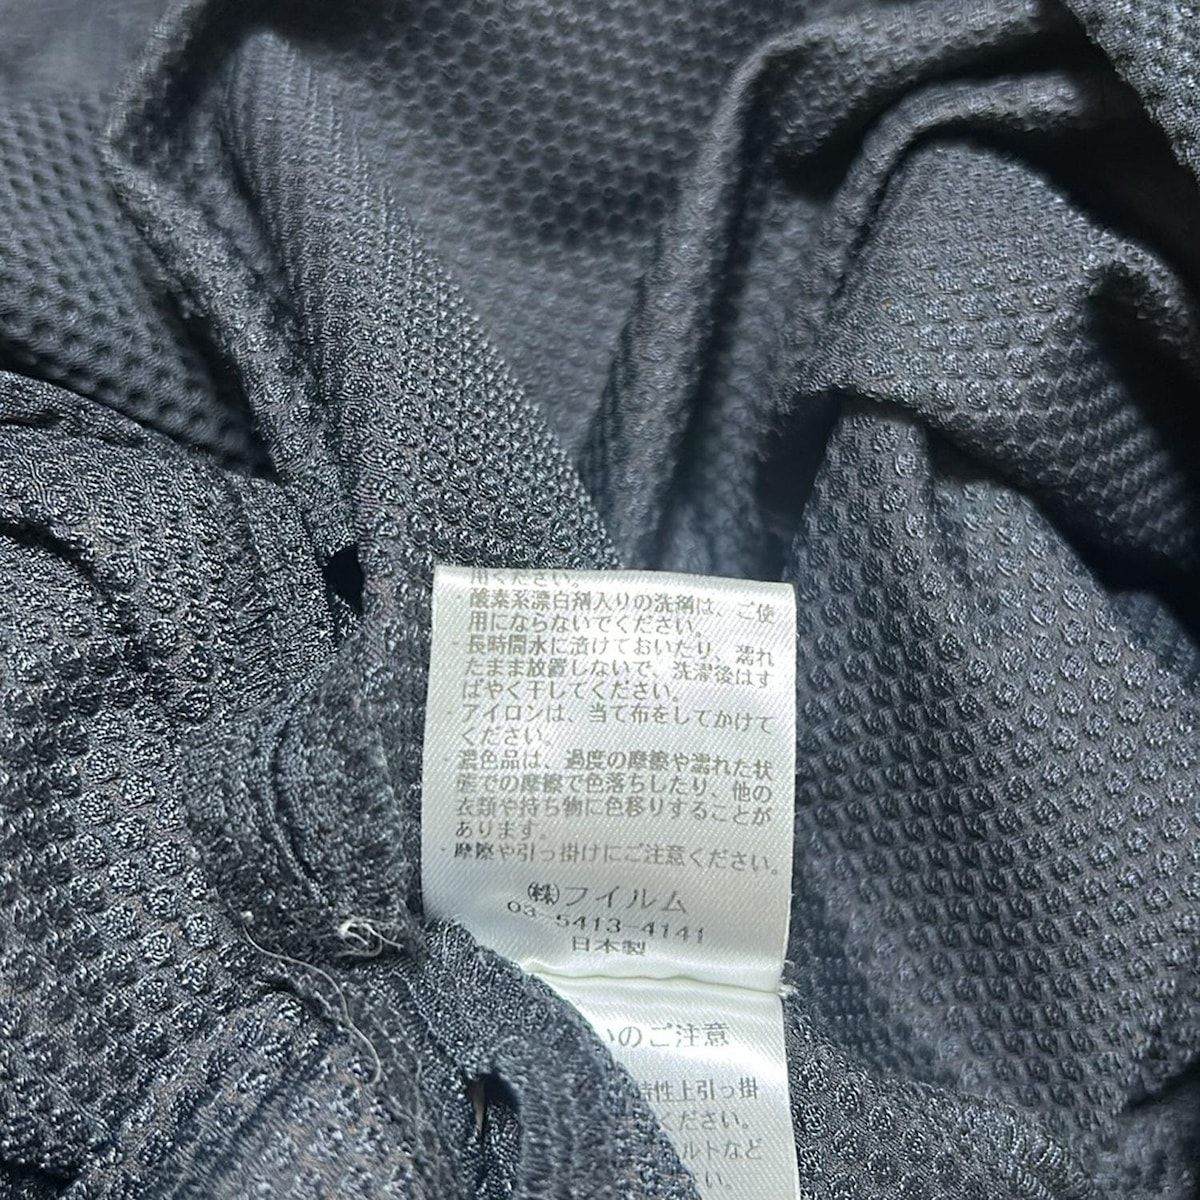 用ください。
・酸素系漂白剤入りの洗剤は、ご使
用にならないでください。
・長時間水に漬けておいたり、濡れ
たまま放置しないで、洗濯後はす
ばやく干してください。
・アイロンは、当て布をしてかけて
ください。
・濃色品は、過度の摩擦や濡れた状
態での摩擦で色落ちしたり、他の
衣類や持ち物に色移りすることが
あります。
・摩擦や引っ掛けにご注意ください。
㈱フイルム
03-5413-4141
日本製
いのご注意
特性上引っ掛
ください。
ルトなど
い。